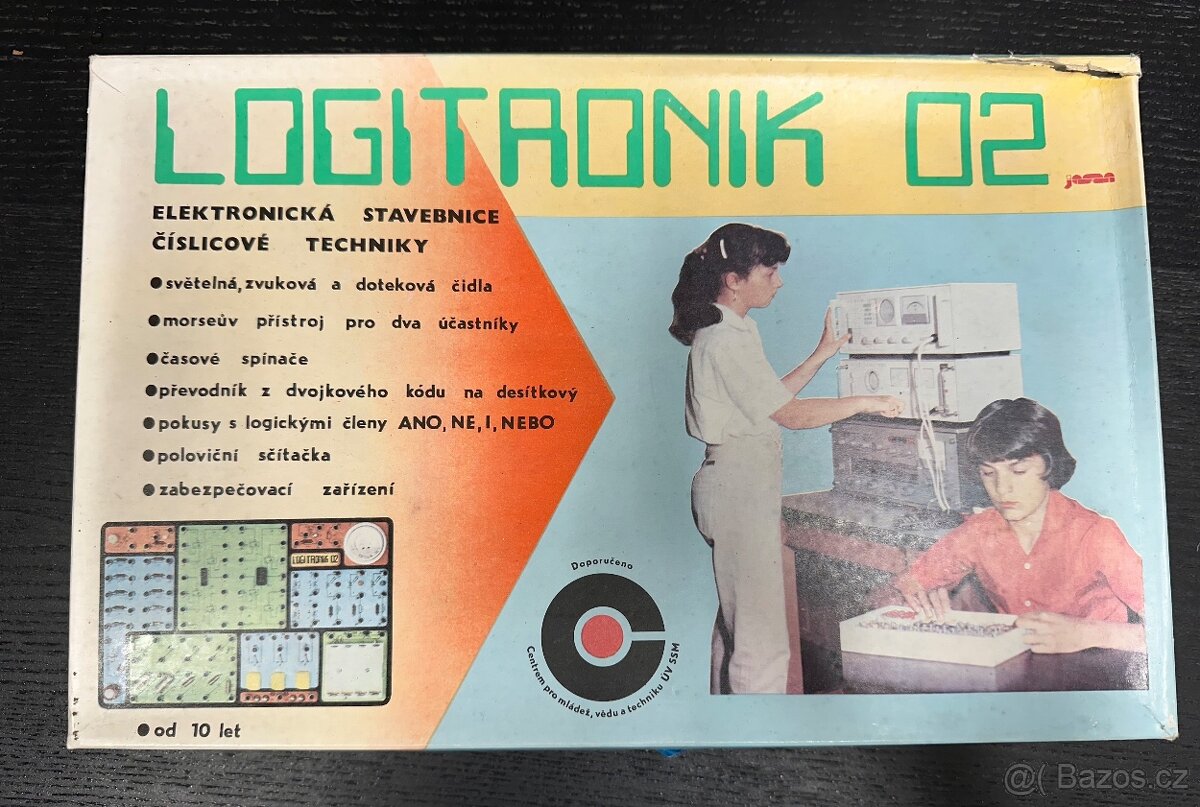 LOGITRONIK 02
jasan
ELEKTRONICKÁ STAVEBNICE
ČÍSLICOVÉ TECHNIKY
●světelná, zvuková a doteková čidla
●morseův přístroj pro dva účastníky
●časové spínače
●převodník z dvojkového kódu na desítkový
●pokusy s logickými členy ANO, NE, I, NEBO
●poloviční sčítačka
●zabezpečovací zařízení
LOGITRONIK 02
Doporučeno
Centrem pro mládež, vědu a techniku ÚV SSM
●od 10 let
@( Bazos.cz